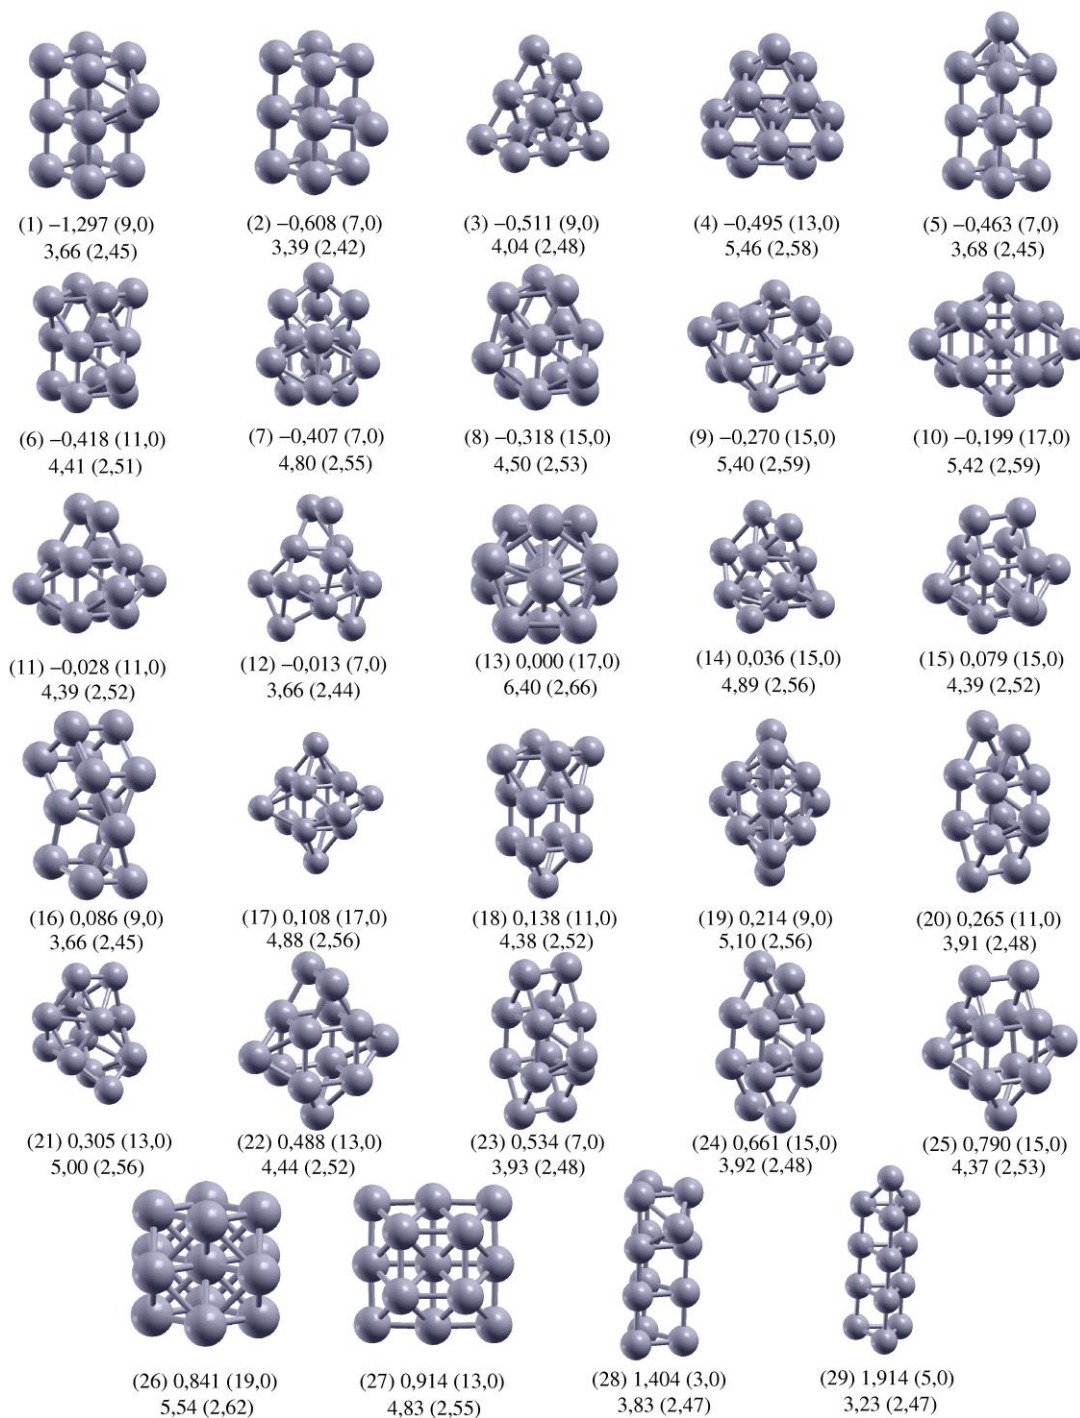 (1) −1,297 (9,0)
3,66 (2,45)
(2) −0,608 (7,0)
3,39 (2,42)
(3) −0,511 (9,0)
4,04 (2,48)
(4) −0,495 (13,0)
5,46 (2,58)
(5) −0,463 (7,0)
3,68 (2,45)
(6) −0,418 (11,0)
4,41 (2,51)
(7) −0,407 (7,0)
4,80 (2,55)
(8) −0,318 (15,0)
4,50 (2,53)
(9) −0,270 (15,0)
5,40 (2,59)
(10) −0,199 (17,0)
5,42 (2,59)
(11) −0,028 (11,0)
4,39 (2,52)
(12) −0,013 (7,0)
3,66 (2,44)
(13) 0,000 (17,0)
6,40 (2,66)
(14) 0,036 (15,0)
4,89 (2,56)
(15) 0,079 (15,0)
4,39 (2,52)
(16) 0,086 (9,0)
3,66 (2,45)
(17) 0,108 (17,0)
4,88 (2,56)
(18) 0,138 (11,0)
4,38 (2,52)
(19) 0,214 (9,0)
5,10 (2,56)
(20) 0,265 (11,0)
3,91 (2,48)
(21) 0,305 (13,0)
5,00 (2,56)
(22) 0,488 (13,0)
4,44 (2,52)
(23) 0,534 (7,0)
3,93 (2,48)
(24) 0,661 (15,0)
3,92 (2,48)
(25) 0,790 (15,0)
4,37 (2,53)
(26) 0,841 (19,0)
5,54 (2,62)
(27) 0,914 (13,0)
4,83 (2,55)
(28) 1,404 (3,0)
3,83 (2,47)
(29) 1,914 (5,0)
3,23 (2,47)